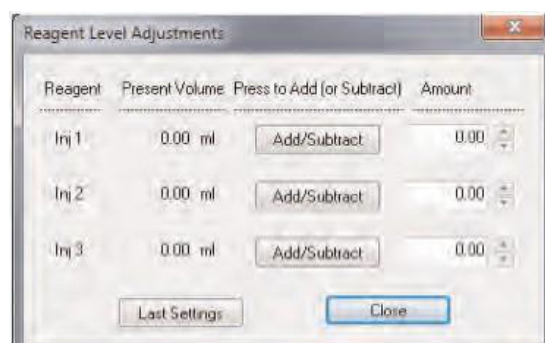 Reagent Level Adjustments
Reagent Present Volume Press to Add (or Subtract) Amount
Inj 1 0.00 ml Add/Subtract 0.00
Inj 2 0.00 ml Add/Subtract 0.00
Inj 3 0.00 ml Add/Subtract 0.00
Last Settings Close